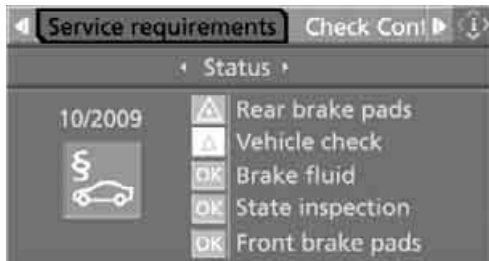 Service requirements Check Cont
Status
10/2009
§
Rear brake pads
Vehicle check
OK Brake fluid
OK State inspection
OK Front brake pads